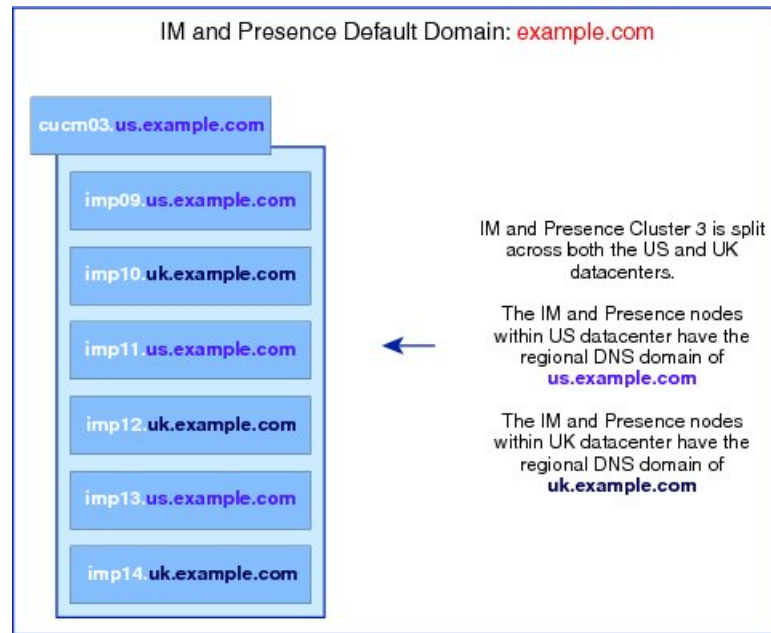 IM and Presence Default Domain: example.com
cucm03.us.example.com
imp09.us.example.com
imp10.uk.example.com
imp11.us.example.com
imp12.uk.example.com
imp13.us.example.com
imp14.uk.example.com
IM and Presence Cluster 3 is split
across both the US and UK
datacenters.
The IM and Presence nodes
within US datacenter have the
regional DNS domain of
us.example.com
The IM and Presence nodes
within UK datacenter have the
regional DNS domain of
uk.example.com